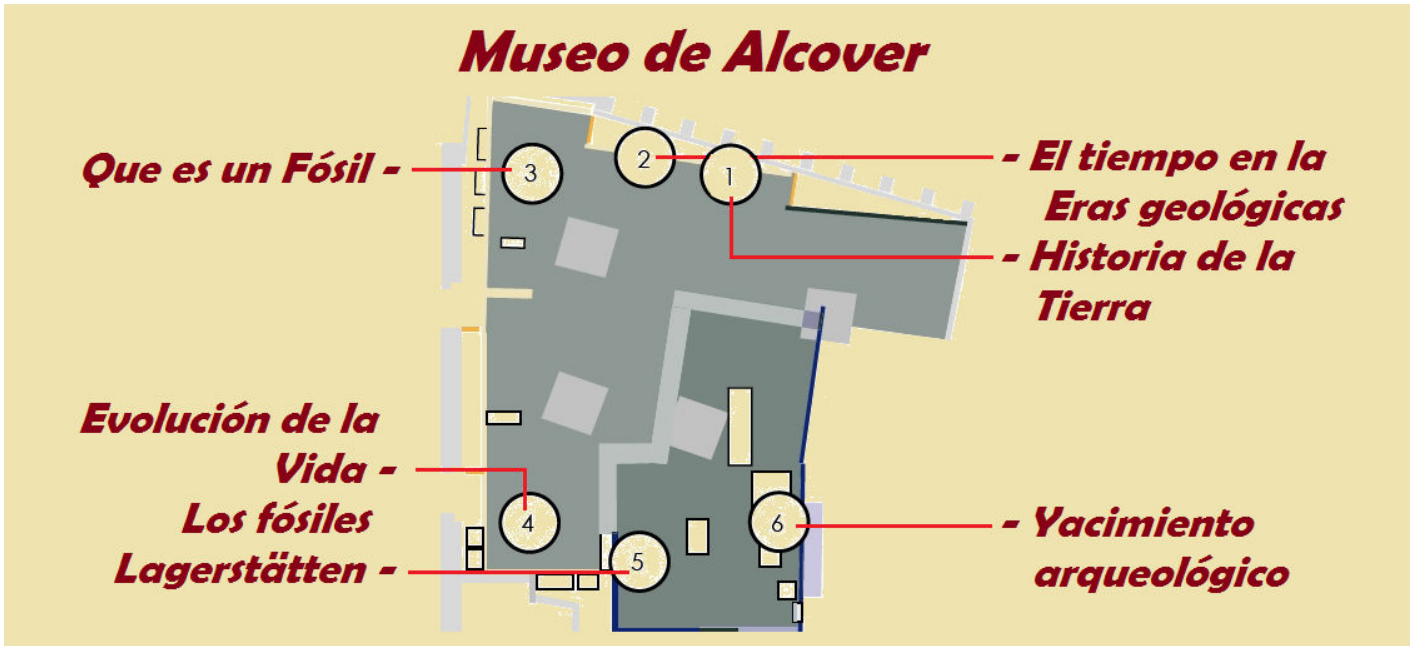 Museo de Alcover
Que es un Fósil -
3
2
1
- El tiempo en la
Eras geológicas
- Historia de la
Tierra
Evolución de la
Vida -
Los fósiles
Lagerstätten -
4
5
6
- Yacimiento
arqueológico